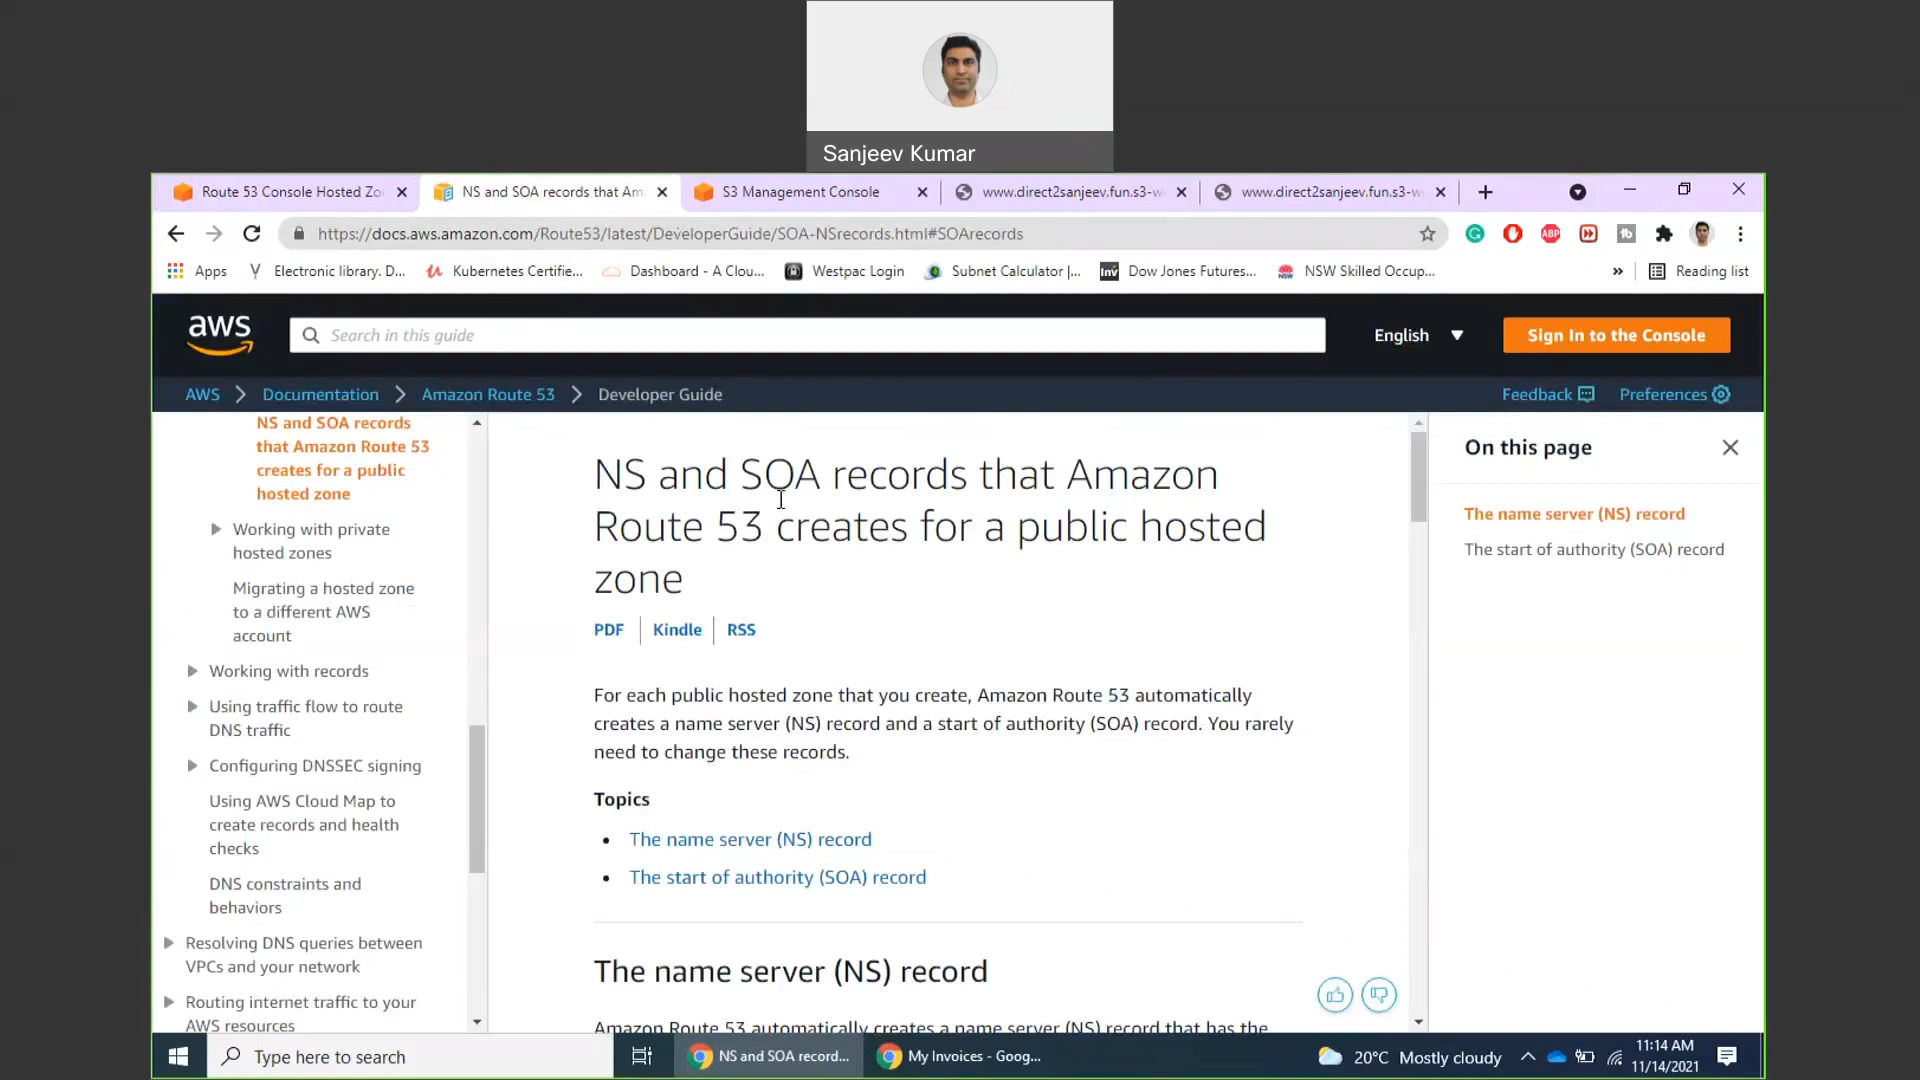 Sanjeev Kumar
Route 53 Console Hosted Zo
NS and SOA records that Am
S3 Management Console
www.direct2sanjeev.fun.s3-w
www.direct2sanjeev.fun.s3-w
https://docs.aws.amazon.com/Route53/latest/DeveloperGuide/SOA-NSrecords.html#SOArecords
Apps
Electronic library. D...
Kubernetes Certifie...
Dashboard - A Clou...
Westpac Login
Subnet Calculator |...
Dow Jones Futures...
NSW Skilled Occup...
»
Reading list
aws
Search in this guide
English
Sign In to the Console
AWS
Documentation
Amazon Route 53
Developer Guide
Feedback
Preferences
NS and SOA records
that Amazon Route 53
creates for a public
hosted zone
Working with private
hosted zones
Migrating a hosted zone
to a different AWS
account
Working with records
Using traffic flow to route
DNS traffic
Configuring DNSSEC signing
Using AWS Cloud Map to
create records and health
checks
DNS constraints and
behaviors
Resolving DNS queries between
VPCs and your network
Routing internet traffic to your
AWS resources
NS and SOA records that Amazon
Route 53 creates for a public hosted
zone
PDF
Kindle
RSS
For each public hosted zone that you create, Amazon Route 53 automatically
creates a name server (NS) record and a start of authority (SOA) record. You rarely
need to change these records.
Topics
• The name server (NS) record
• The start of authority (SOA) record
The name server (NS) record
Amazon Route 53 automatically creates a name server (NS) record that has the
On this page
The name server (NS) record
The start of authority (SOA) record
Type here to search
NS and SOA record...
My Invoices - Goog...
20°C Mostly cloudy
11:14 AM
11/14/2021